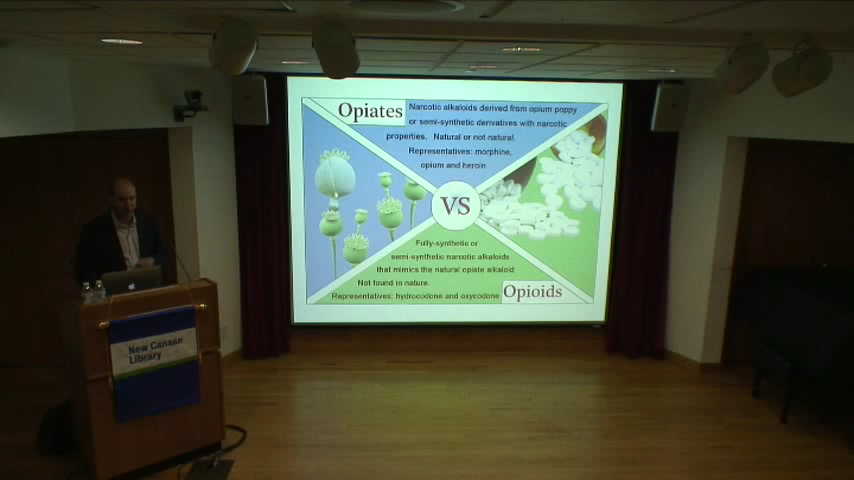 Opiates
Narcotic alkaloids derived from opium poppy
or semi-synthetic derivatives with narcotic
properties. Natural or not natural.
Representatives: morphine,
opium and heroin
VS
Fully-synthetic or
semi-synthetic narcotic alkaloids
that mimics the natural opiate alkaloid
Not found in nature.
Representatives: hydrocodone and oxycodone
Opioids
New Canaan
Library